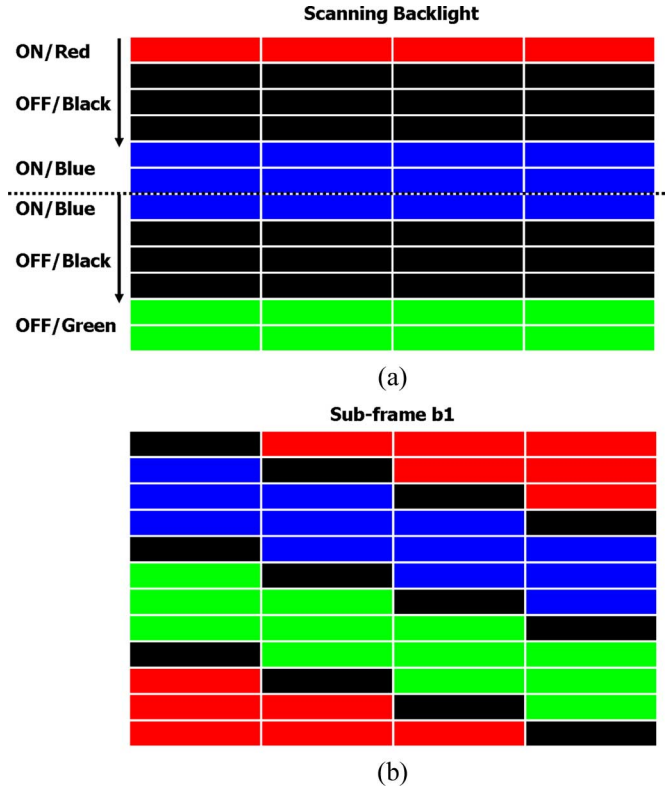 Scanning Backlight
ON/Red
OFF/Black
ON/Blue
ON/Blue
OFF/Black
OFF/Green
(a)
Sub-frame b1
(b)